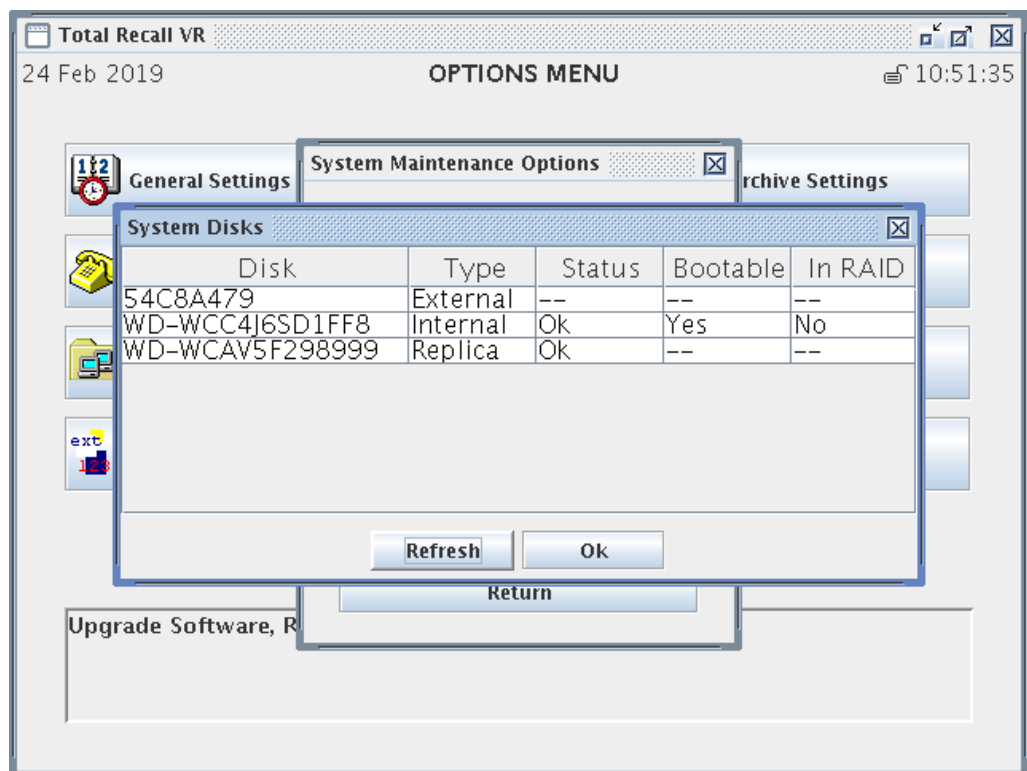 Total Recall VR
24 Feb 2019 OPTIONS MENU 10:51:35
System Maintenance Options
General Settings rchive Settings
System Disks
Disk Type Status Bootable In RAID
54C8A479 External -- -- --
WD-WCC4J6SD1FF8 Internal Ok Yes No
WD-WCAV5F298999 Replica Ok -- --
ext
123
Refresh Ok
Return
Upgrade Software, R